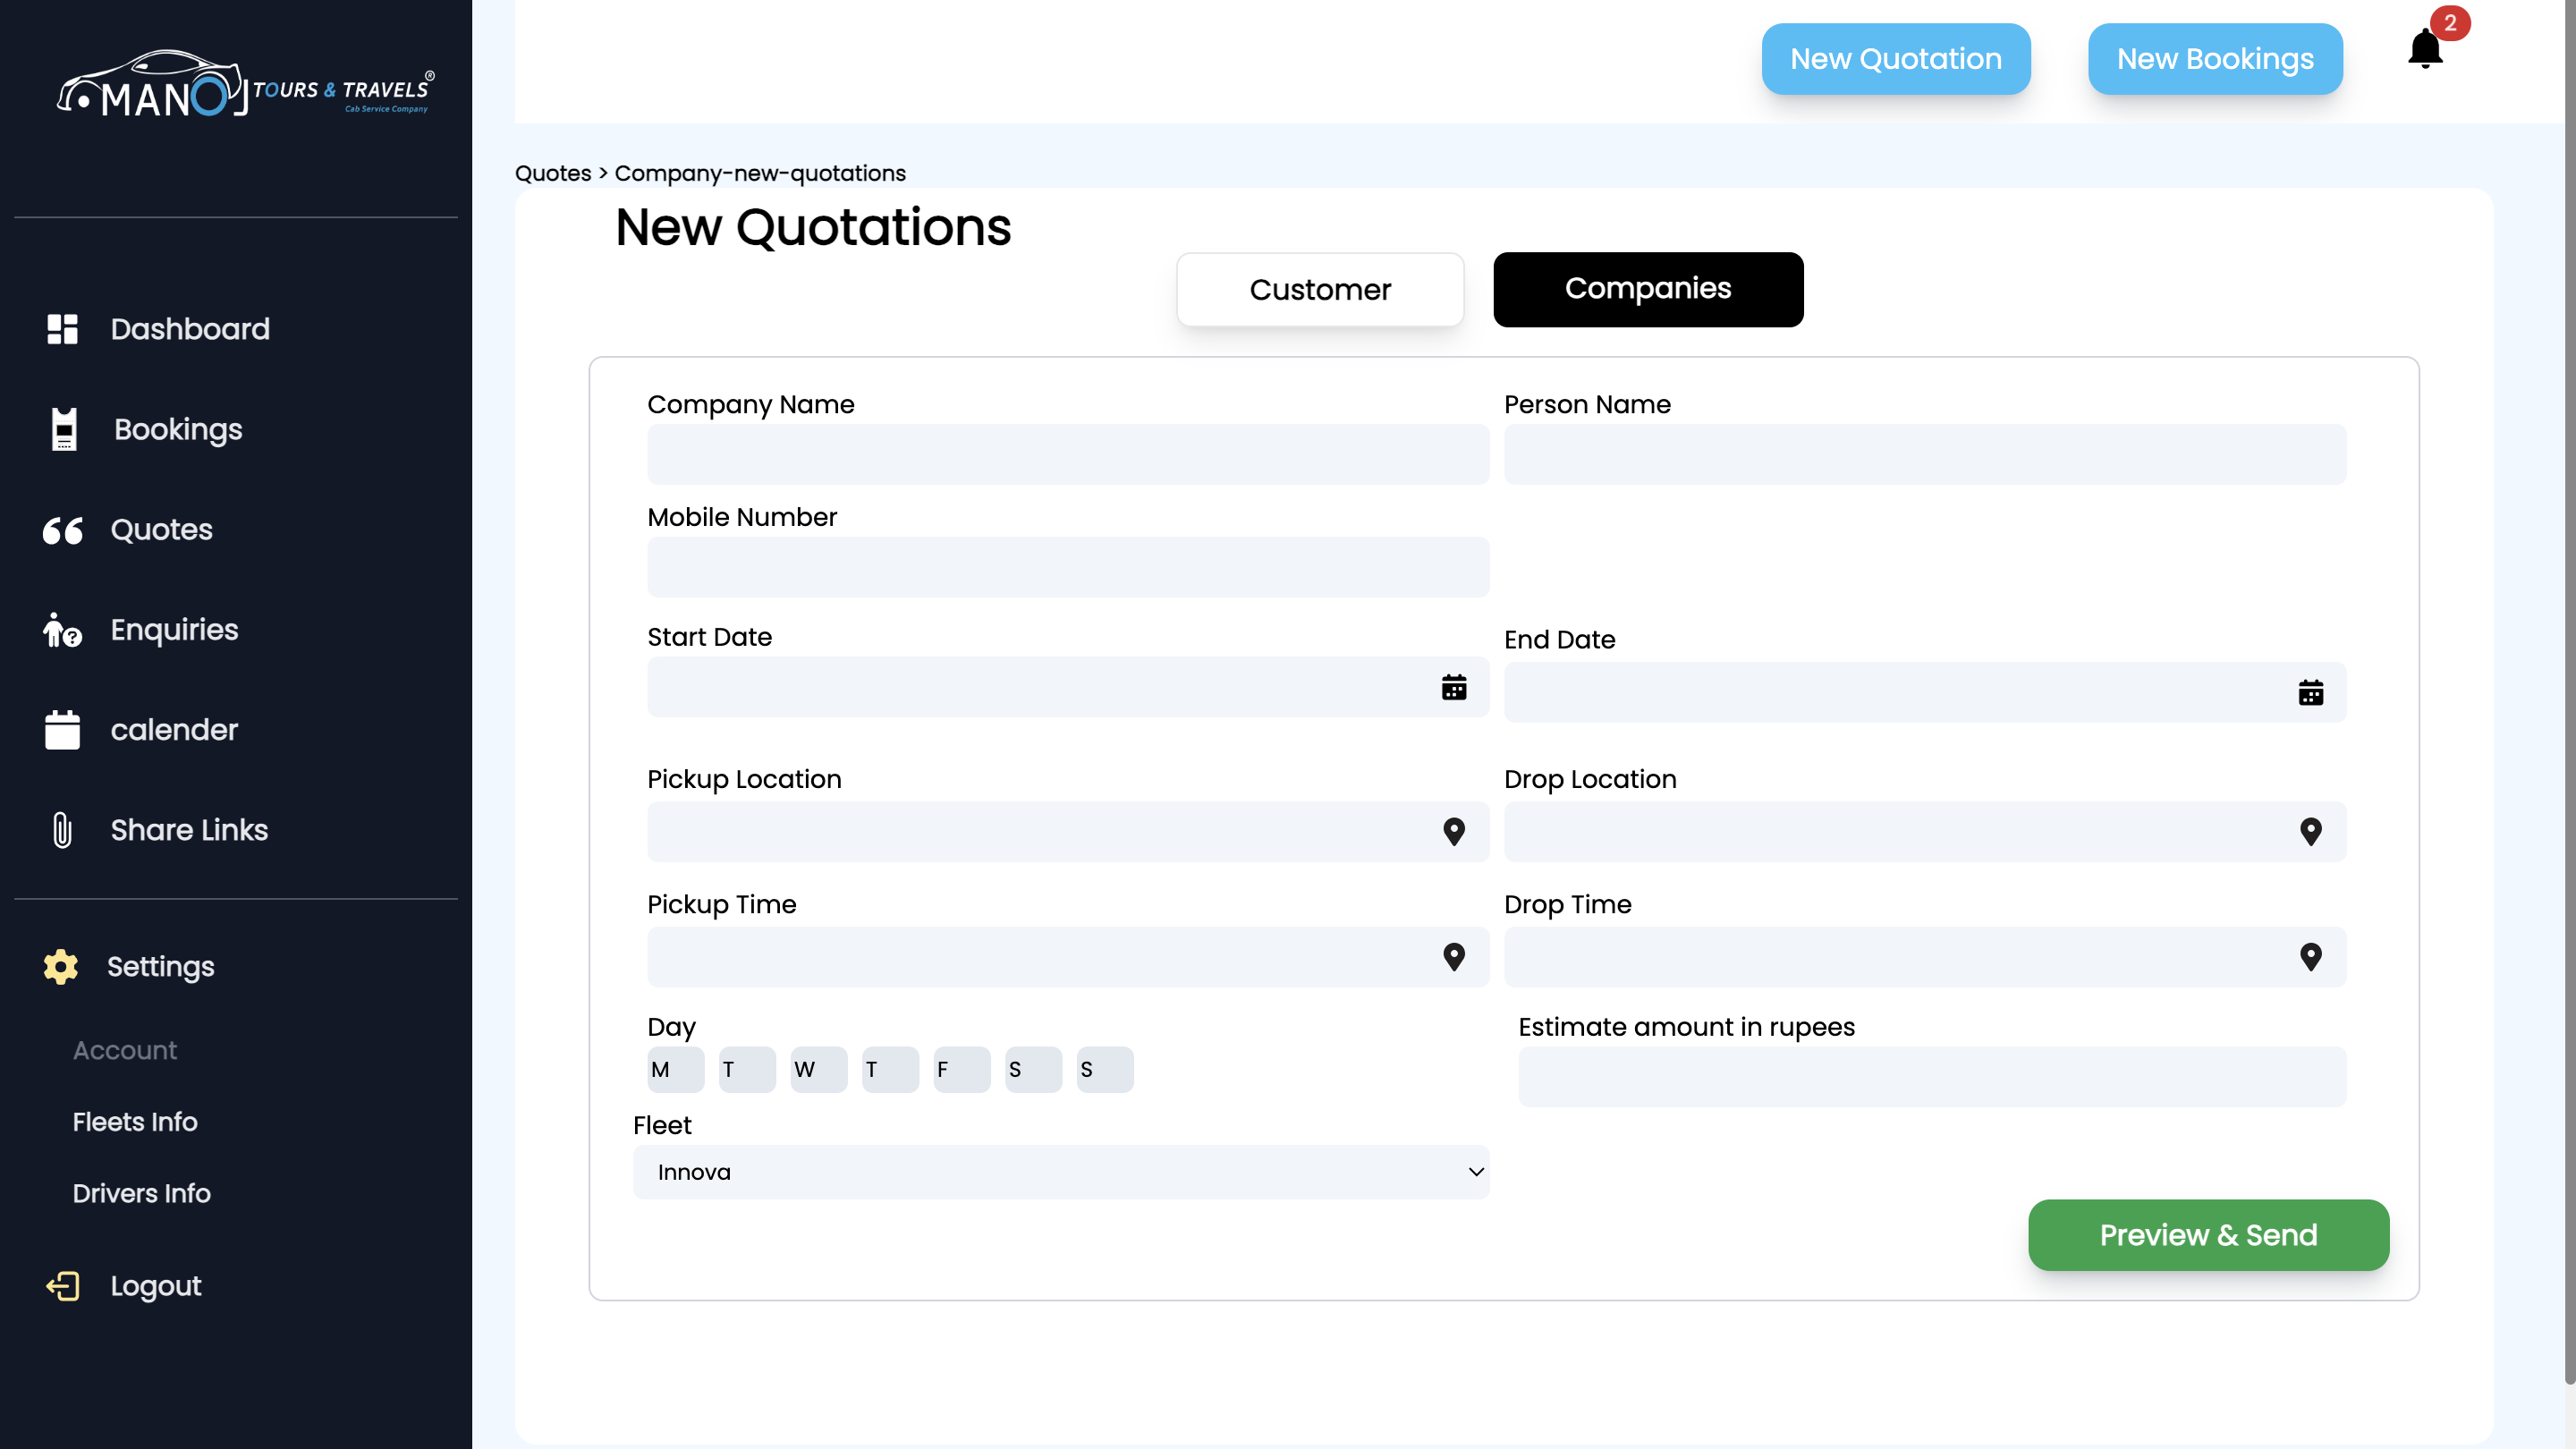 MANOJ TOURS & TRAVELS®
Cab Service Company
Dashboard
Bookings
Quotes
Enquiries
calender
Share Links
Settings
Account
Fleets Info
Drivers Info
Logout
New Quotation
New Bookings
2
Quotes > Company-new-quotations
New Quotations
Customer
Companies
Company Name
Person Name
Mobile Number
Start Date
End Date
Pickup Location
Drop Location
Pickup Time
Drop Time
Day
Estimate amount in rupees
M T W T F S S
Fleet
Innova
Preview & Send